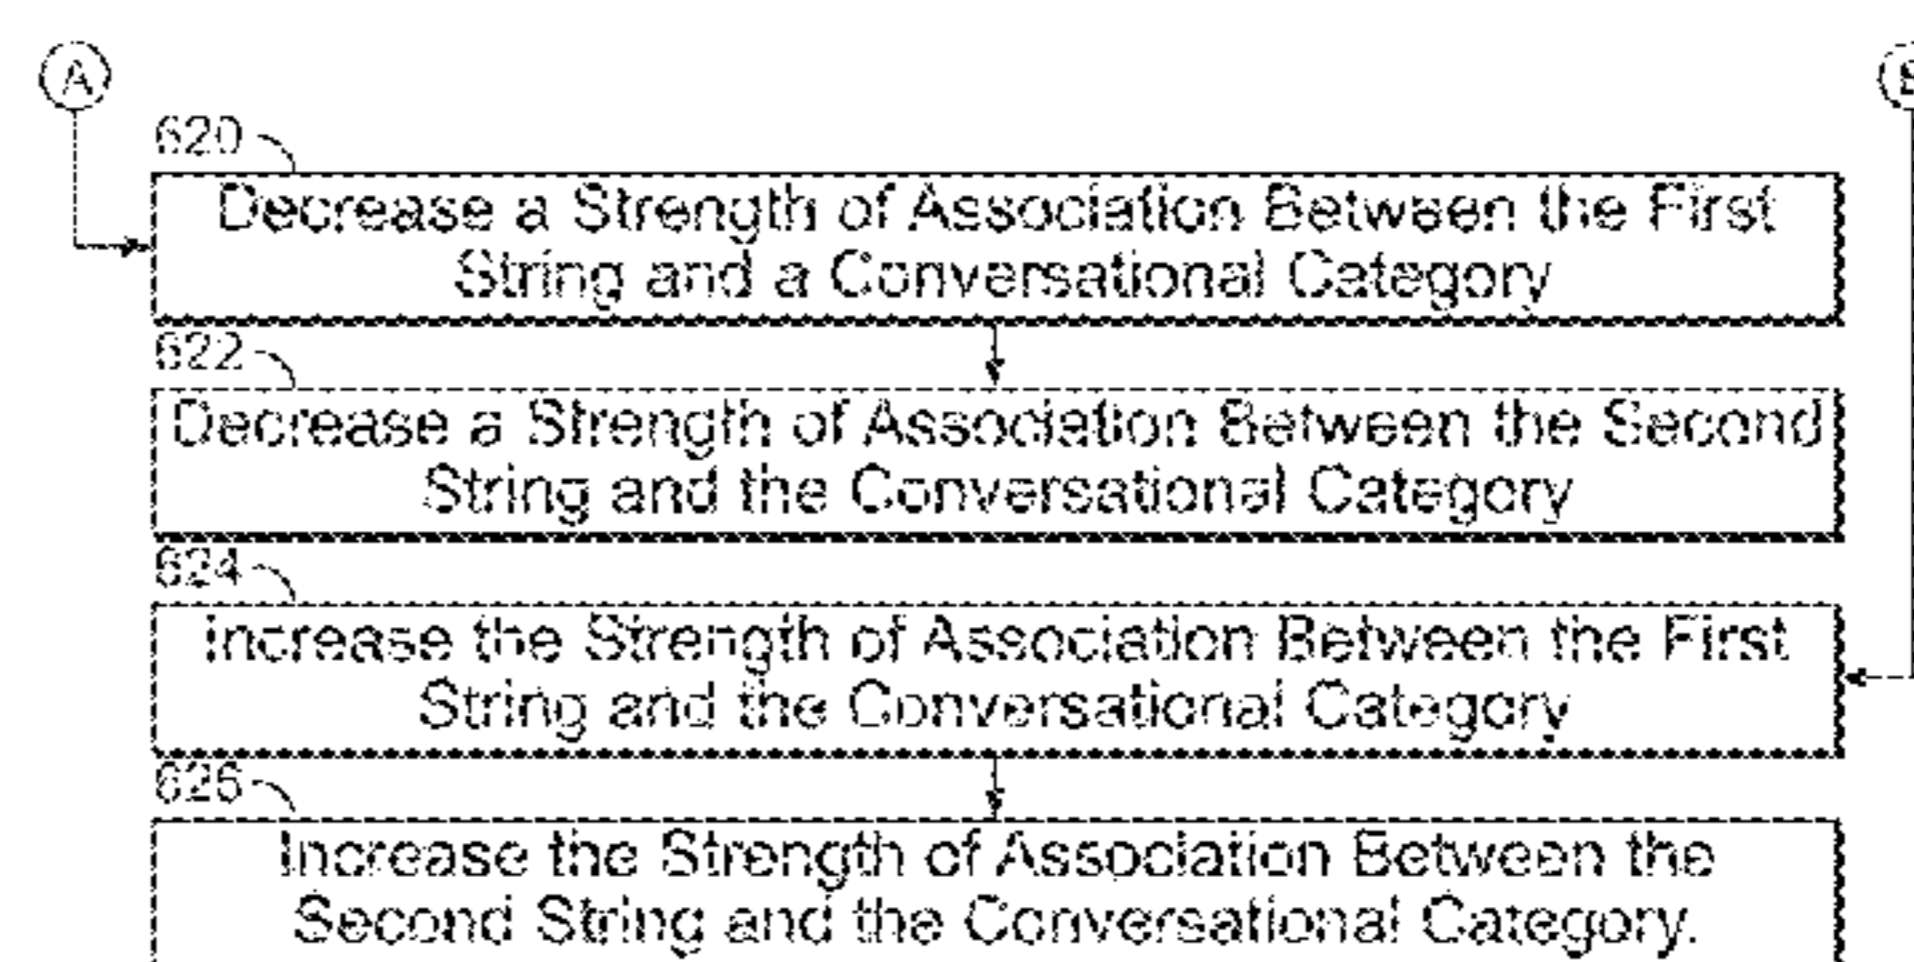 A
620
Decrease a Strength of Association Between the First
String and a Conversational Category
622
Decrease a Strength of Association Between the Second
String and the Conversational Category
624
Increase the Strength of Association Between the First
String and the Conversational Category
626
Increase the Strength of Association Between the
Second String and the Conversational Category.